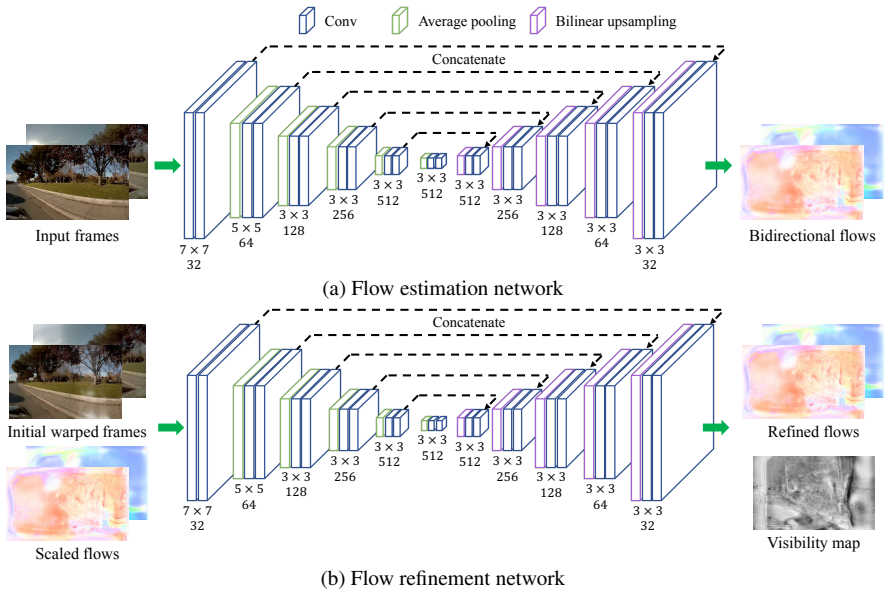 Conv Average pooling Bilinear upsampling
Concatenate
Input frames
7 × 7
32
5 × 5
64
3 × 3
128
3 × 3
256
3 × 3
512
3 × 3
512
3 × 3
512
3 × 3
256
3 × 3
128
3 × 3
64
3 × 3
32
Bidirectional flows
(a) Flow estimation network
Concatenate
Initial warped frames
Scaled flows
7 × 7
32
5 × 5
64
3 × 3
128
3 × 3
256
3 × 3
512
3 × 3
512
3 × 3
512
3 × 3
256
3 × 3
128
3 × 3
64
3 × 3
32
Refined flows
Visibility map
(b) Flow refinement network